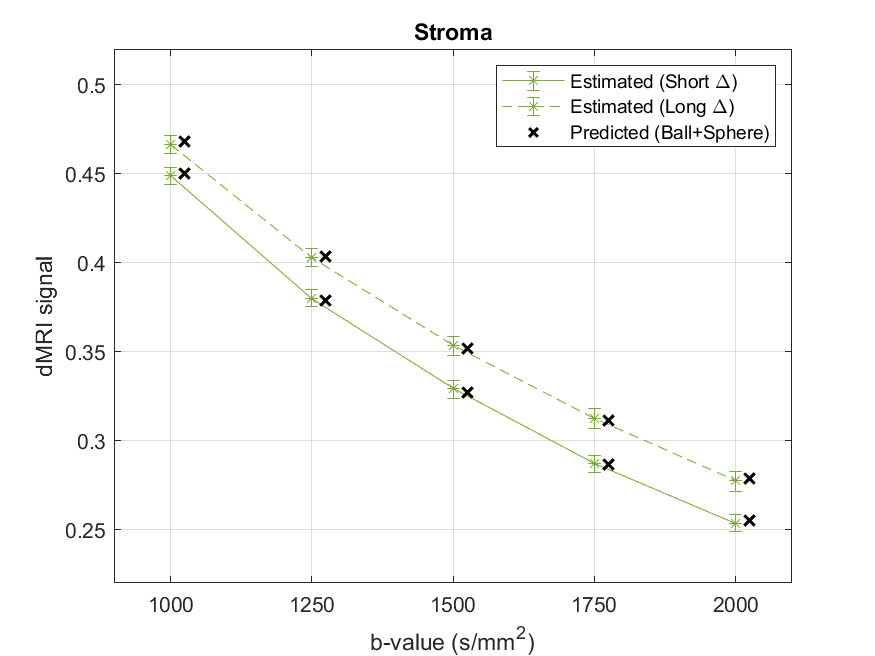 Stroma
Estimated (Short Δ)
Estimated (Long Δ)
Predicted (Ball+Sphere)
0.5
0.45
0.4
0.35
0.3
0.25
dMRI signal
1000 1250 1500 1750 2000
b-value (s/mm²)